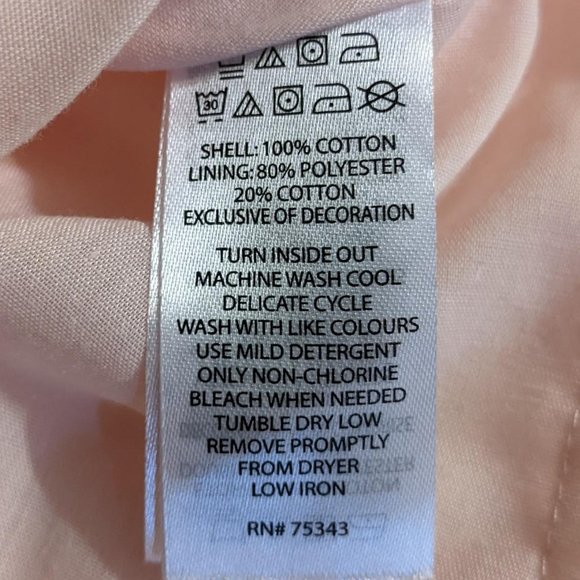 30
SHELL: 100% COTTON
LINING: 80% POLYESTER
20% COTTON
EXCLUSIVE OF DECORATION
TURN INSIDE OUT
MACHINE WASH COOL
DELICATE CYCLE
WASH WITH LIKE COLOURS
USE MILD DETERGENT
ONLY NON-CHLORINE
BLEACH WHEN NEEDED
TUMBLE DRY LOW
REMOVE PROMPTLY
FROM DRYER
LOW IRON
RN# 75343